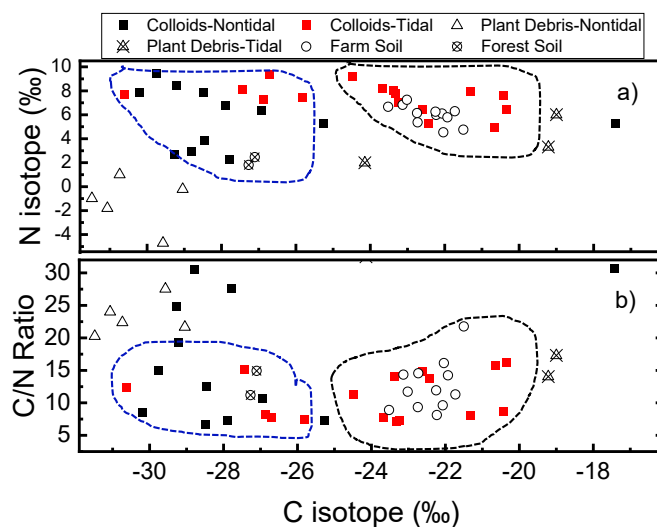 Colloids-Nontidal Colloids-Tidal Plant Debris-Nontidal
Plant Debris-Tidal Farm Soil Forest Soil
N isotope (‰)
10
8
6
4
2
0
-2
-4
a)
C/N Ratio
30
25
20
15
10
5
b)
-30 -28 -26 -24 -22 -20 -18 -16
C isotope (‰)